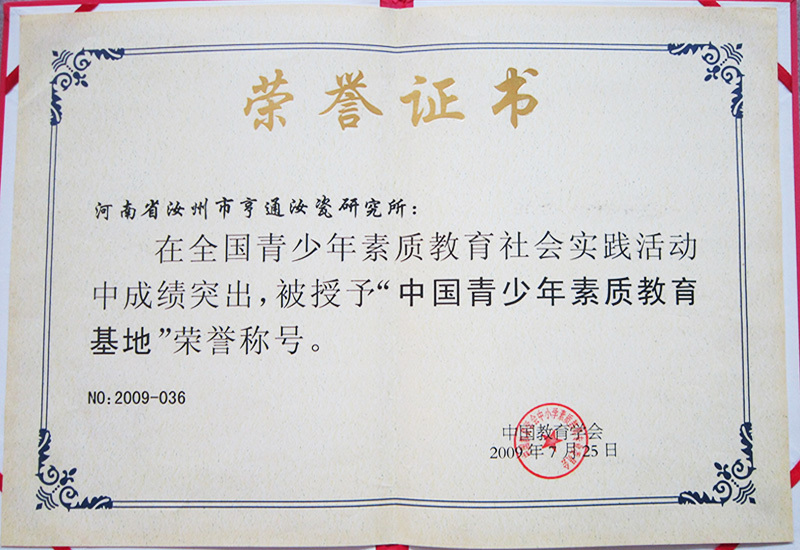 荣誉证书
河南省汝州市亨通汝瓷研究所：
在全国青少年素质教育社会实践活动
中成绩突出，被授予“中国青少年素质教育
基地”荣誉称号。
NO:2009-036
中国教育学会
2009年7月25日